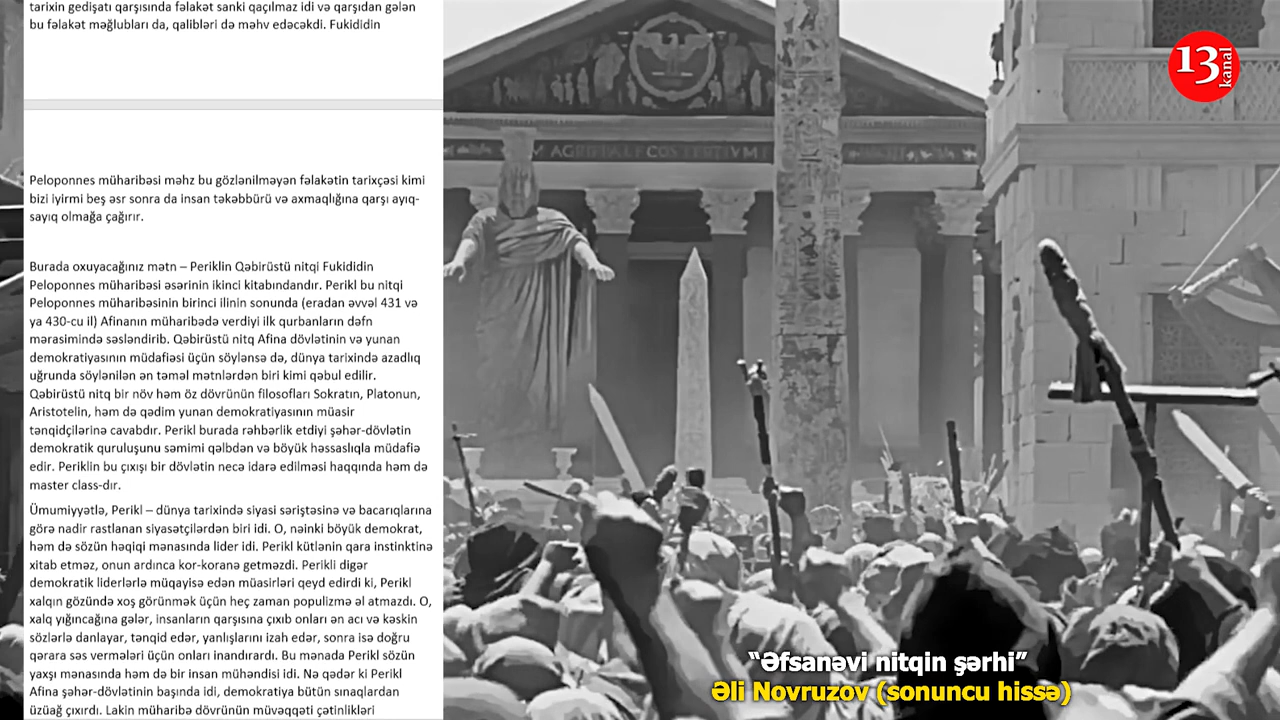 tarixin gedişatı qarşısında fəlakət sanki qaçılmaz idi və qarşıdan gələn
bu fəlakət məğlubları da, qalibləri də məhv edəcəkdi. Fukididin
Peloponnes müharibəsi məhz bu gözlənilməyən fəlakətin tarixçəsi kimi
bizi iyirmi beş əsr sonra da insan təkəbbürü və axmaqlığına qarşı ayıq-
sayıq olmağa çağırır.
Burada oxuyacağınız mətn – Periklin Qəbirüstü nitqi Fukididin
Peloponnes müharibəsi əsərinin ikinci kitabındandır. Perikl bu nitqi
Peloponnes müharibəsinin birinci ilinin sonunda (eradan əvvəl 431 və
ya 430-cu il) Afinanın müharibədə verdiyi ilk qurbanların dəfn
mərasimində səsləndirib. Qəbirüstü nitq Afina dövlətinin və yunan
demokratiyasının müdafiəsi üçün söylənsə də, dünya tarixində azadlıq
uğrunda söylənilən ən təməl mətnlərdən biri kimi qəbul edilir.
Qəbirüstü nitq bir növ həm öz dövrünün filosofları Sokratın, Platonun,
Aristotelin, həm də qədim yunan demokratiyasının müasir
tənqidçilərinə cavabdır. Perikl burada rəhbərlik etdiyi şəhər-dövlətin
demokratik quruluşunu səmimi qəlbdən və böyük həssaslıqla müdafiə
edir. Periklin bu çıxışı bir dövlətin necə idarə edilməsi haqqında həm də
master class-dır.
Ümumiyyətlə, Perikl – dünya tarixində siyasi səriştəsinə və bacarıqlarına
görə nadir rastlanan siyasətçilərdən biri idi. O, nəinki böyük demokrat,
həm də sözün həqiqi mənasında lider idi. Perikl kütlənin qara instinktinə
xitab etməz, onun ardınca kor-koranə getməzdi. Perikli digər
demokratik liderlərlə müqayisə edən müasirləri qeyd edirdi ki, Perikl
xalqın gözündə xoş görünmək üçün heç zaman populizmə əl atmazdı. O,
xalq yığıncağına gələr, insanların qarşısına çıxıb onları ən acı və kəskin
sözlərlə danlayar, tənqid edər, yanlışlarını izah edər, sonra isə doğru
qərara səs vermələri üçün onları inandırardı. Bu mənada Perikl sözün
yaxşı mənasında həm də bir insan mühəndisi idi. Nə qədər ki Perikl
Afina şəhər-dövlətinin başında idi, demokratiya bütün sınaqlardan
üzüağ çıxırdı. Lakin müharibə dövrünün müvəqqəti çətinlikləri
13
kanal
"Əfsanəvi nitqin şərhi"
Əli Novruzov (sonuncu hissə)